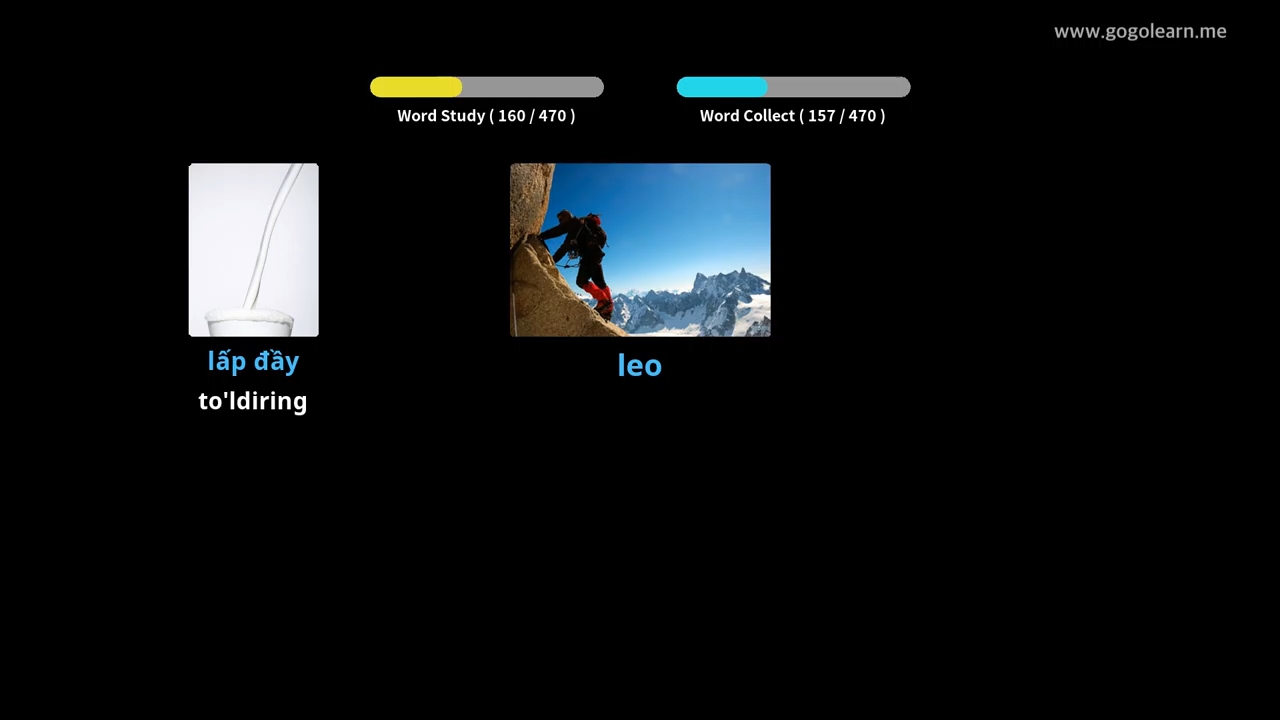 www.gogolearn.me
Word Study ( 160 / 470 )
Word Collect ( 157 / 470 )
lấp đầy
to'ldiring
leo